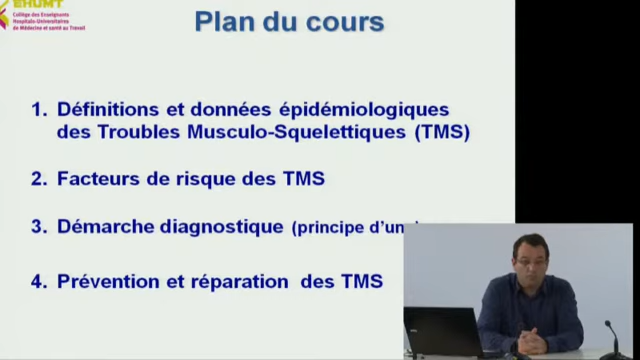 EHUMT
Collège des Enseignants
Hospitalo-Universitaires
de Médecine et santé au Travail
Plan du cours
1. Définitions et données épidémiologiques
des Troubles Musculo-Squelettiques (TMS)
2. Facteurs de risque des TMS
3. Démarche diagnostique (principe d'un
4. Prévention et réparation des TMS